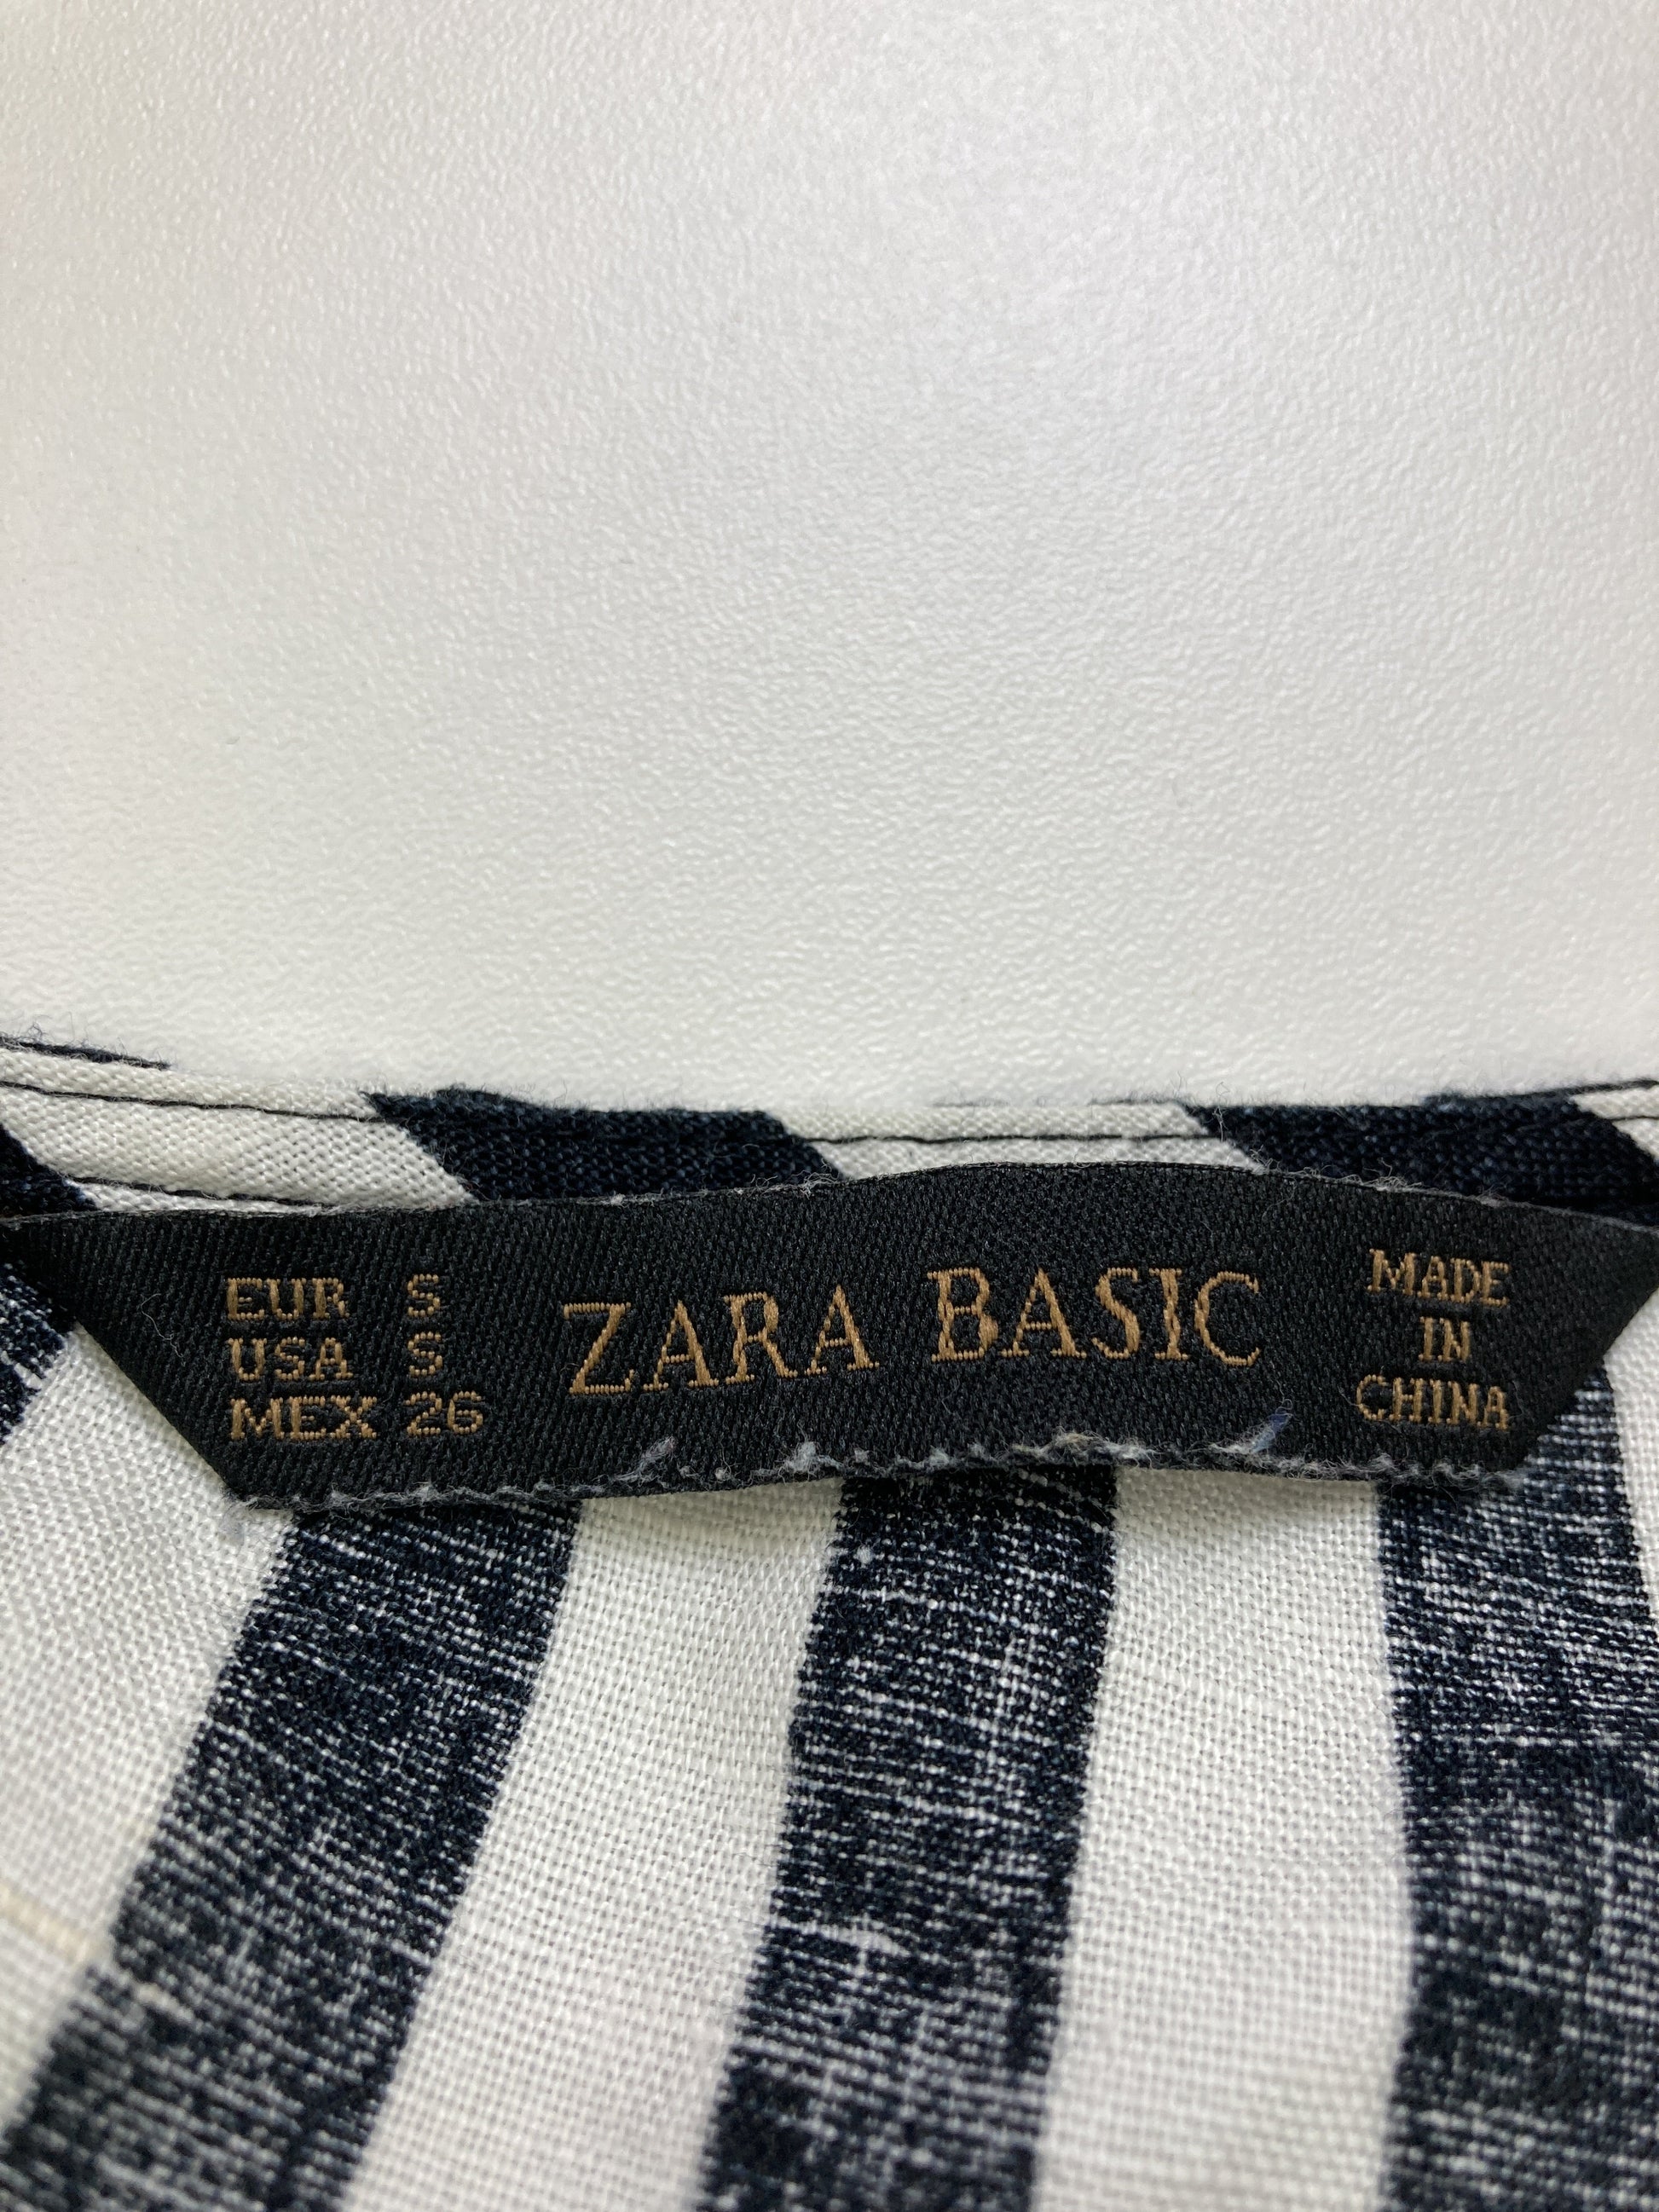 EUR S
USA S
MEX 26
ZARA BASIC
MADE
IN
CHINA